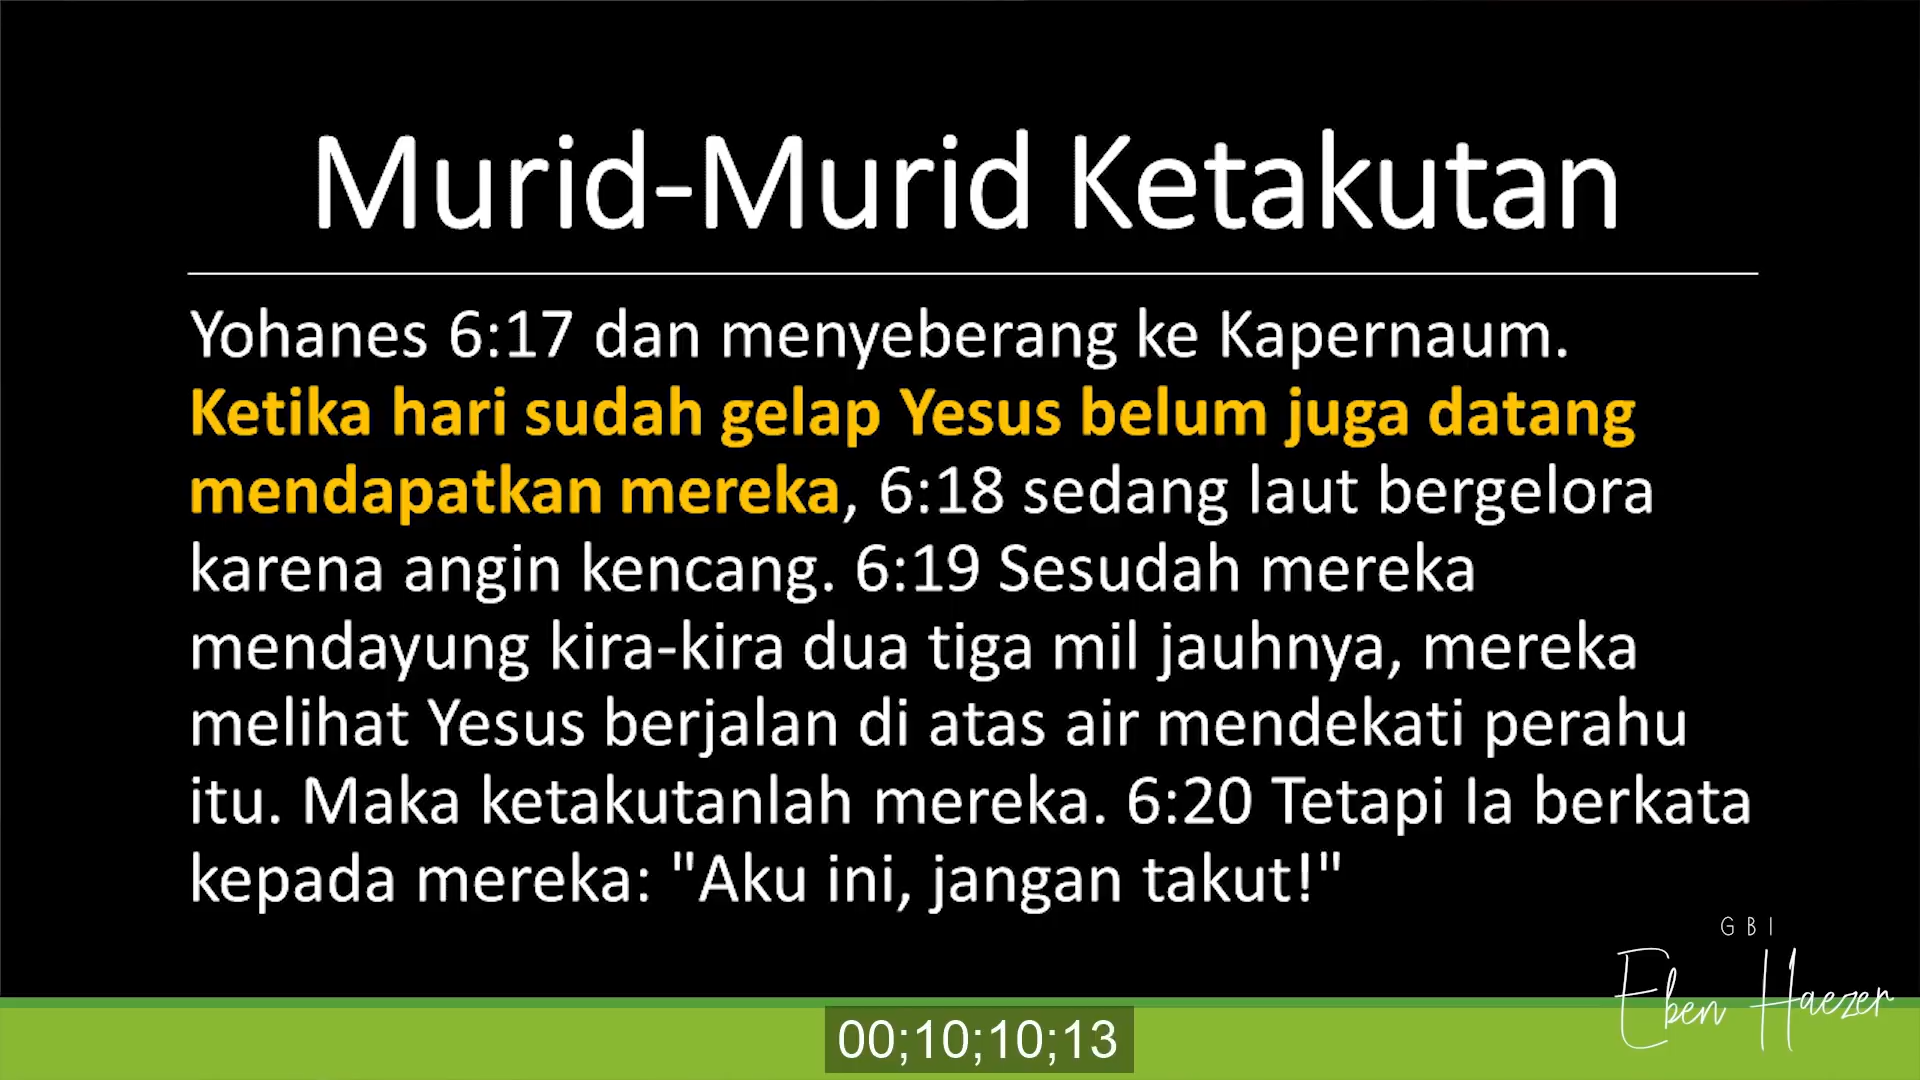 Murid-Murid Ketakutan
Yohanes 6:17 dan menyeberang ke Kapernaum.
Ketika hari sudah gelap Yesus belum juga datang
mendapatkan mereka, 6:18 sedang laut bergelora
karena angin kencang. 6:19 Sesudah mereka
mendayung kira-kira dua tiga mil jauhnya, mereka
melihat Yesus berjalan di atas air mendekati perahu
itu. Maka ketakutanlah mereka. 6:20 Tetapi Ia berkata
kepada mereka: "Aku ini, jangan takut!"
GBI
Eben Haezer
00;10;10;13